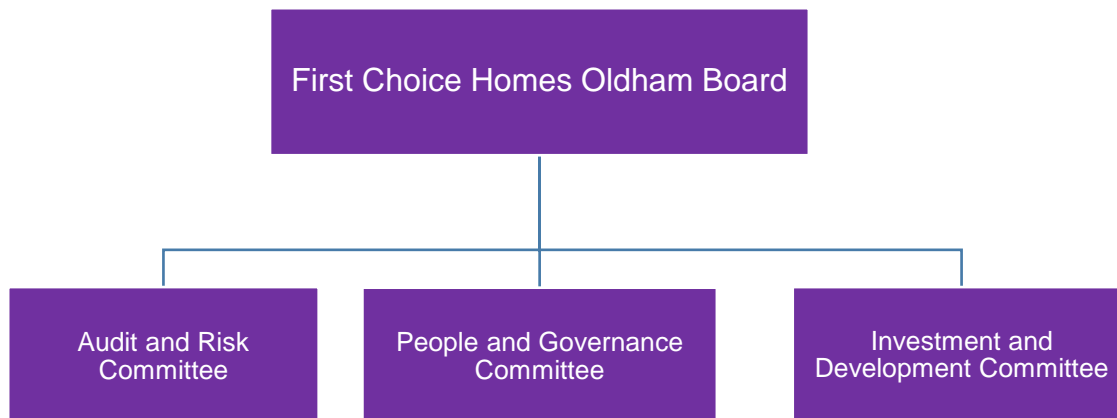 First Choice Homes Oldham Board
Audit and Risk
Committee
People and Governance
Committee
Investment and
Development Committee